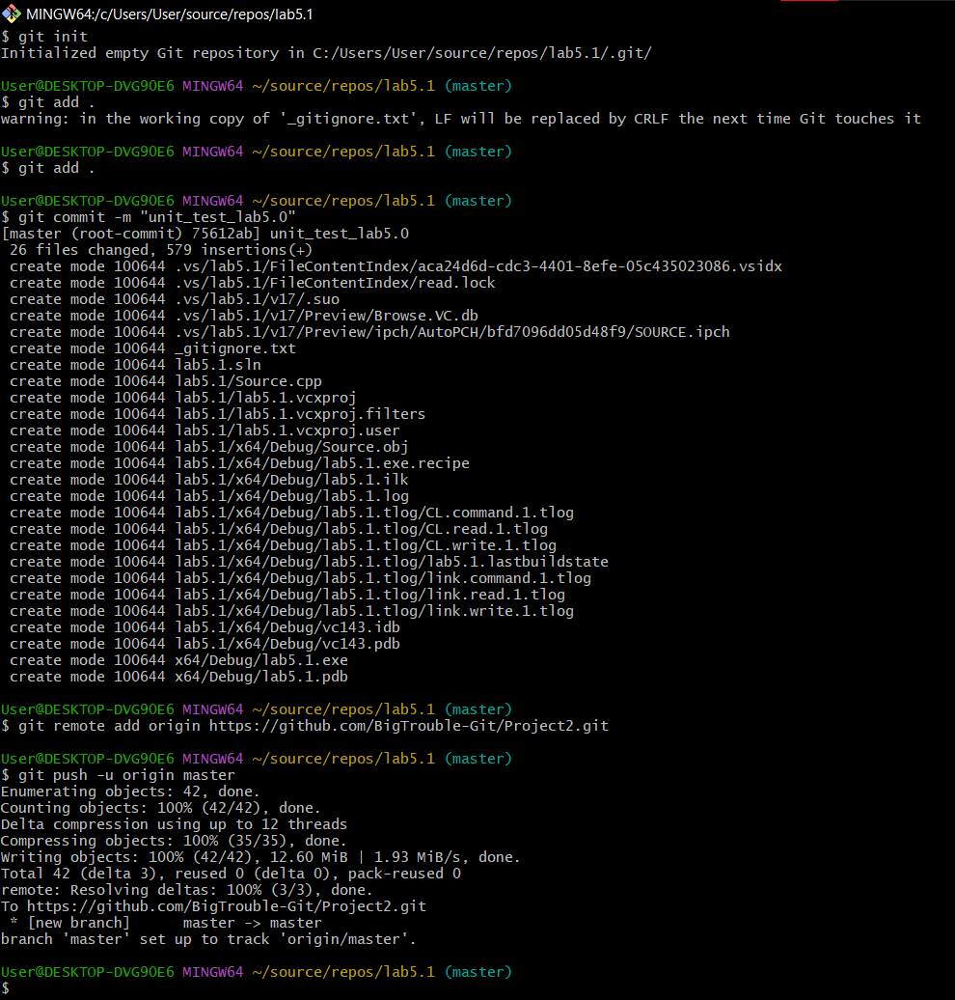 MINGW64:/c/Users/User/source/repos/lab5.1
$ git init
Initialized empty Git repository in C:/Users/User/source/repos/lab5.1/.git/
User@DESKTOP-DVG9OE6 MINGW64 ~/source/repos/lab5.1 (master)
$ git add .
warning: in the working copy of '_gitignore.txt', LF will be replaced by CRLF the next time Git touches it
User@DESKTOP-DVG9OE6 MINGW64 ~/source/repos/lab5.1 (master)
$ git add .
User@DESKTOP-DVG9OE6 MINGW64 ~/source/repos/lab5.1 (master)
$ git commit -m "unit_test_lab5.0"
[master (root-commit) 75612ab] unit_test_lab5.0
 26 files changed, 579 insertions(+)
 create mode 100644 .vs/lab5.1/FileContentIndex/aca24d6d-cdc3-4401-8efe-05c435023086.vsidx
 create mode 100644 .vs/lab5.1/FileContentIndex/read.lock
 create mode 100644 .vs/lab5.1/v17/.suo
 create mode 100644 .vs/lab5.1/v17/Preview/Browse.VC.db
 create mode 100644 .vs/lab5.1/v17/Preview/ipch/AutoPCH/bfd7096dd05d48f9/SOURCE.ipch
 create mode 100644 _gitignore.txt
 create mode 100644 lab5.1.sln
 create mode 100644 lab5.1/Source.cpp
 create mode 100644 lab5.1/lab5.1.vcxproj
 create mode 100644 lab5.1/lab5.1.vcxproj.filters
 create mode 100644 lab5.1/lab5.1.vcxproj.user
 create mode 100644 lab5.1/x64/Debug/Source.obj
 create mode 100644 lab5.1/x64/Debug/lab5.1.exe.recipe
 create mode 100644 lab5.1/x64/Debug/lab5.1.ilk
 create mode 100644 lab5.1/x64/Debug/lab5.1.log
 create mode 100644 lab5.1/x64/Debug/lab5.1.tlog/CL.command.1.tlog
 create mode 100644 lab5.1/x64/Debug/lab5.1.tlog/CL.read.1.tlog
 create mode 100644 lab5.1/x64/Debug/lab5.1.tlog/CL.write.1.tlog
 create mode 100644 lab5.1/x64/Debug/lab5.1.tlog/lab5.1.lastbuildstate
 create mode 100644 lab5.1/x64/Debug/lab5.1.tlog/link.command.1.tlog
 create mode 100644 lab5.1/x64/Debug/lab5.1.tlog/link.read.1.tlog
 create mode 100644 lab5.1/x64/Debug/lab5.1.tlog/link.write.1.tlog
 create mode 100644 lab5.1/x64/Debug/vc143.idb
 create mode 100644 lab5.1/x64/Debug/vc143.pdb
 create mode 100644 x64/Debug/lab5.1.exe
 create mode 100644 x64/Debug/lab5.1.pdb
User@DESKTOP-DVG9OE6 MINGW64 ~/source/repos/lab5.1 (master)
$ git remote add origin https://github.com/BigTrouble-Git/Project2.git
User@DESKTOP-DVG9OE6 MINGW64 ~/source/repos/lab5.1 (master)
$ git push -u origin master
Enumerating objects: 42, done.
Counting objects: 100% (42/42), done.
Delta compression using up to 12 threads
Compressing objects: 100% (35/35), done.
Writing objects: 100% (42/42), 12.60 MiB | 1.93 MiB/s, done.
Total 42 (delta 3), reused 0 (delta 0), pack-reused 0
remote: Resolving deltas: 100% (3/3), done.
To https://github.com/BigTrouble-Git/Project2.git
 * [new branch]      master -> master
branch 'master' set up to track 'origin/master'.
User@DESKTOP-DVG9OE6 MINGW64 ~/source/repos/lab5.1 (master)
$